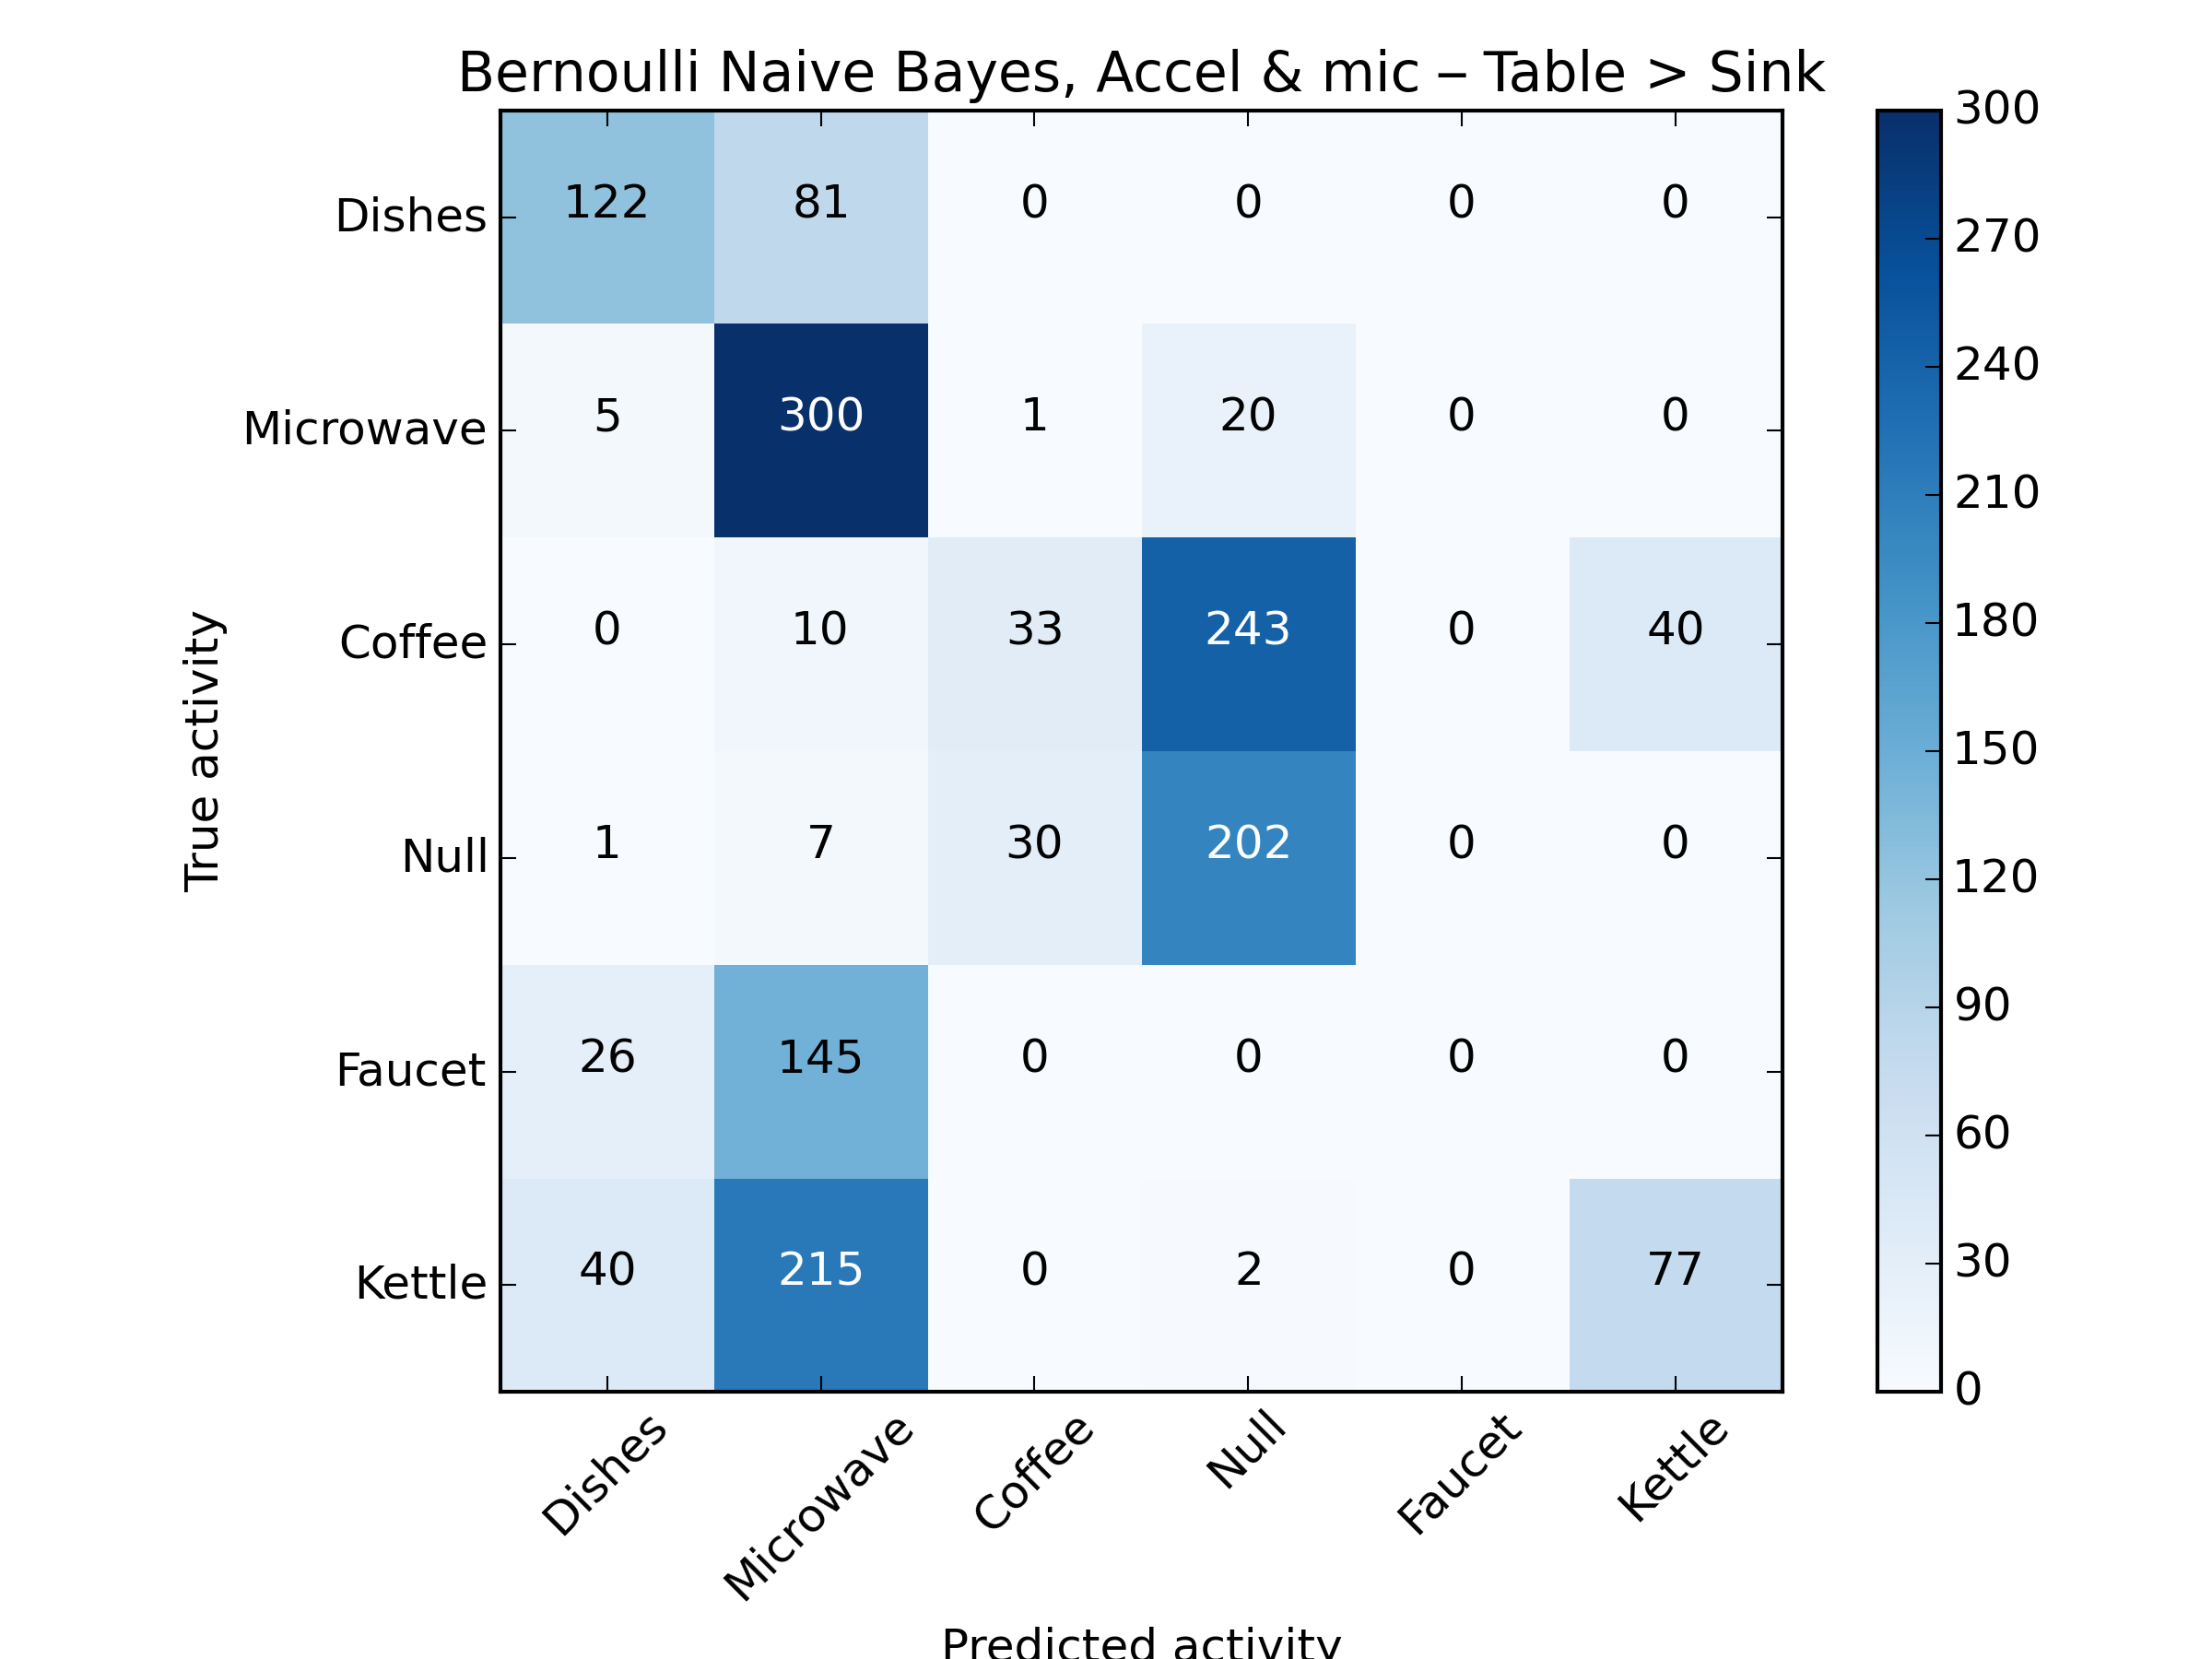 Bernoulli Naive Bayes, Accel & mic – Table > Sink
Dishes 122 81 0 0 0 0
Microwave 5 300 1 20 0 0
Coffee 0 10 33 243 0 40
Null 1 7 30 202 0 0
Faucet 26 145 0 0 0 0
Kettle 40 215 0 2 0 77
True activity
Dishes Microwave Coffee Null Faucet Kettle
Predicted activity
300
270
240
210
180
150
120
90
60
30
0